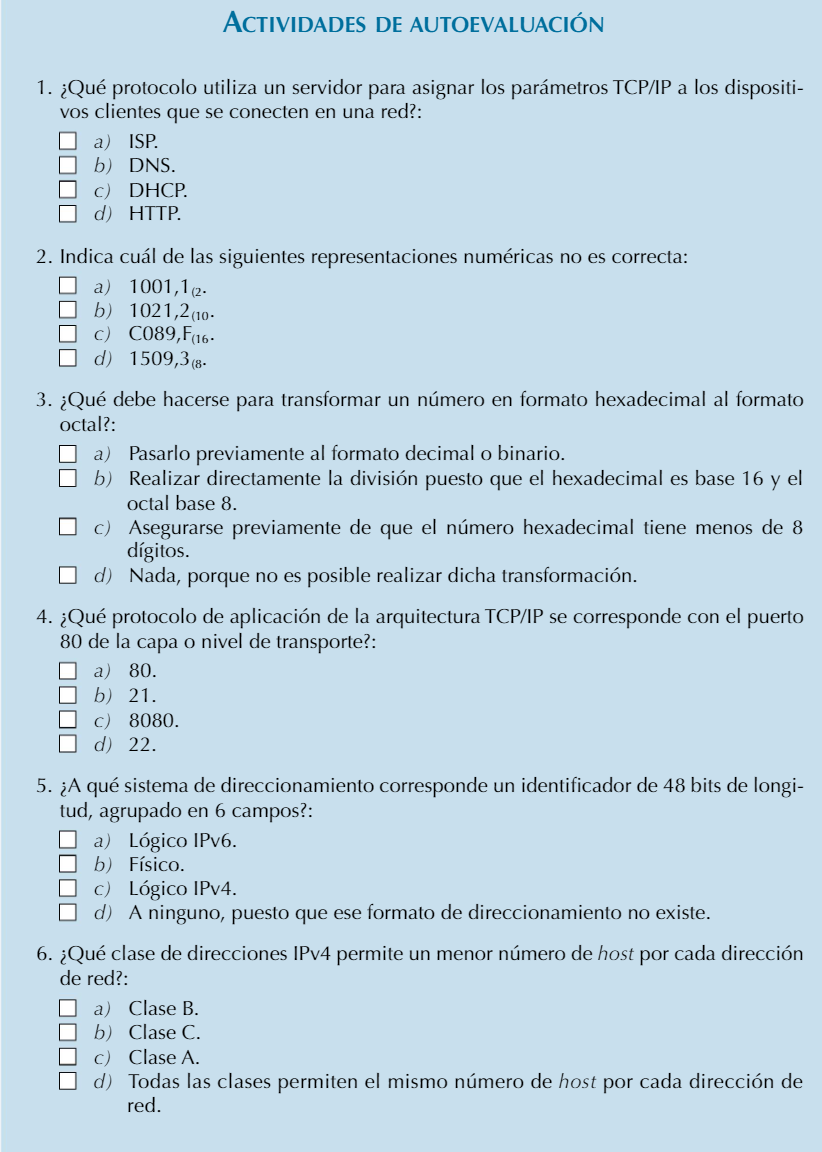 ACTIVIDADES DE AUTOEVALUACIÓN
1. ¿Qué protocolo utiliza un servidor para asignar los parámetros TCP/IP a los dispositi-
vos clientes que se conecten en una red?:
a) ISP.
b) DNS.
c) DHCP.
d) HTTP.
2. Indica cuál de las siguientes representaciones numéricas no es correcta:
a) 1001,1(2.
b) 1021,2(10.
c) C089,F(16.
d) 1509,3(8.
3. ¿Qué debe hacerse para transformar un número en formato hexadecimal al formato
octal?:
a) Pasarlo previamente al formato decimal o binario.
b) Realizar directamente la división puesto que el hexadecimal es base 16 y el
octal base 8.
c) Asegurarse previamente de que el número hexadecimal tiene menos de 8
dígitos.
d) Nada, porque no es posible realizar dicha transformación.
4. ¿Qué protocolo de aplicación de la arquitectura TCP/IP se corresponde con el puerto
80 de la capa o nivel de transporte?:
a) 80.
b) 21.
c) 8080.
d) 22.
5. ¿A qué sistema de direccionamiento corresponde un identificador de 48 bits de longi-
tud, agrupado en 6 campos?:
a) Lógico IPv6.
b) Físico.
c) Lógico IPv4.
d) A ninguno, puesto que ese formato de direccionamiento no existe.
6. ¿Qué clase de direcciones IPv4 permite un menor número de host por cada dirección
de red?:
a) Clase B.
b) Clase C.
c) Clase A.
d) Todas las clases permiten el mismo número de host por cada dirección de
red.